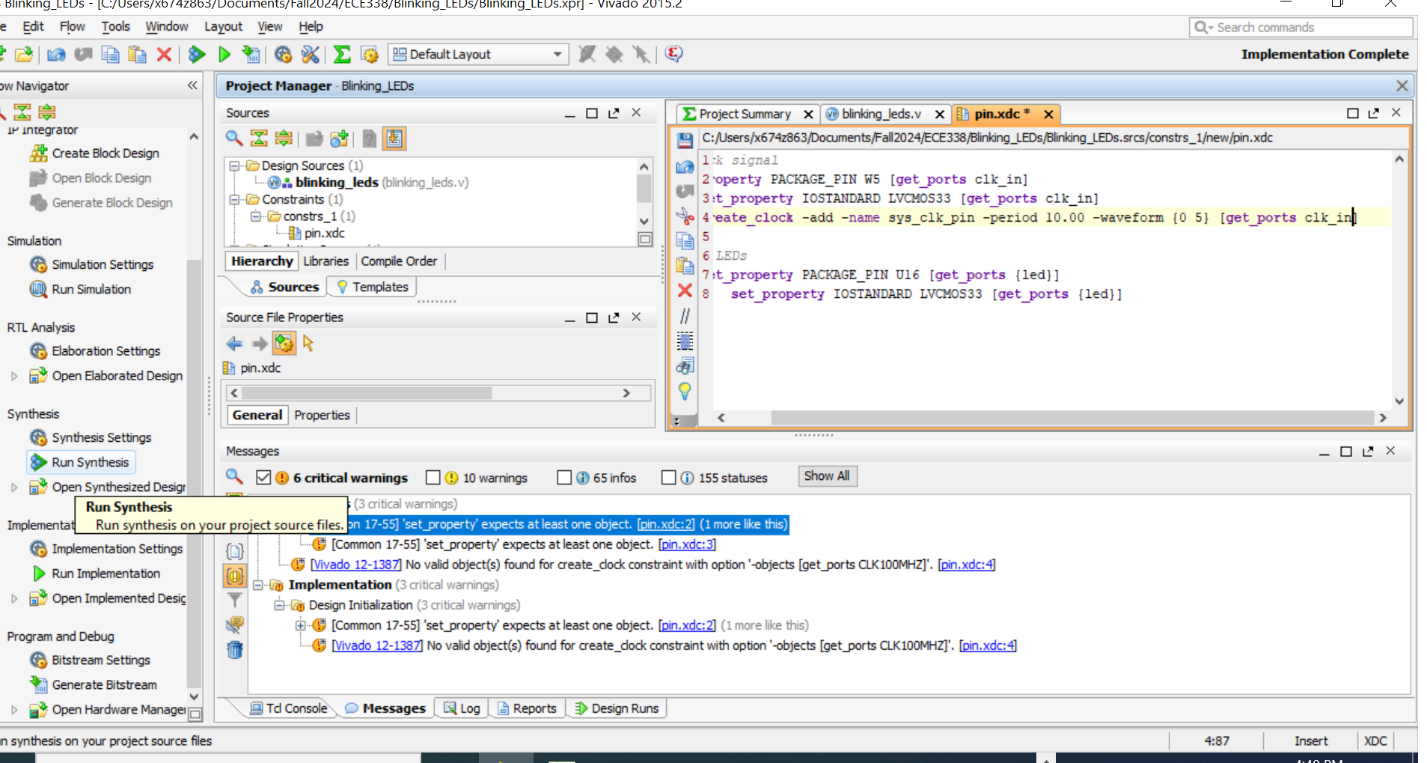 Blinking_LEDs - [C:/Users/x674z863/Documents/Fall2024/ECE338/Blinking_LEDs/Blinking_LEDs.xpr] - Vivado 2015.2
e Edit Flow Tools Window Layout View Help
Search commands
Default Layout
Implementation Complete
ow Navigator
IP Integrator
Create Block Design
Open Block Design
Generate Block Design
Simulation
Simulation Settings
Run Simulation
RTL Analysis
Elaboration Settings
Open Elaborated Design
Synthesis
Synthesis Settings
Run Synthesis
Open Synthesized Design
Run Synthesis
Run synthesis on your project source files.
Implementat
Implementation Settings
Run Implementation
Open Implemented Desig
Program and Debug
Bitstream Settings
Generate Bitstream
Open Hardware Manager
Project Manager - Blinking_LEDs
Sources
Design Sources (1)
blinking_leds (blinking_leds.v)
Constraints (1)
constrs_1 (1)
pin.xdc
Hierarchy Libraries Compile Order
Sources Templates
Source File Properties
pin.xdc
General Properties
Project Summary blinking_leds.v pin.xdc *
C:/Users/x674z863/Documents/Fall2024/ECE338/Blinking_LEDs/Blinking_LEDs.srcs/constrs_1/new/pin.xdc
1 :k signal
2 operty PACKAGE_PIN W5 [get_ports clk_in]
3 :t_property IOSTANDARD LVCMOS33 [get_ports clk_in]
4 reate_clock -add -name sys_clk_pin -period 10.00 -waveform {0 5} [get_ports clk_in]
5
6 LEDs
7 :t_property PACKAGE_PIN U16 [get_ports {led}]
8 set_property IOSTANDARD LVCMOS33 [get_ports {led}]
Messages
6 critical warnings 10 warnings 65 infos 155 statuses Show All
s (3 critical warnings)
on 17-55] 'set_property' expects at least one object. [pin.xdc:2] (1 more like this)
[Common 17-55] 'set_property' expects at least one object. [pin.xdc:3]
[Vivado 12-1387] No valid object(s) found for create_clock constraint with option '-objects [get_ports CLK100MHZ]'. [pin.xdc:4]
Implementation (3 critical warnings)
Design Initialization (3 critical warnings)
[Common 17-55] 'set_property' expects at least one object. [pin.xdc:2] (1 more like this)
[Vivado 12-1387] No valid object(s) found for create_clock constraint with option '-objects [get_ports CLK100MHZ]'. [pin.xdc:4]
Tcl Console Messages Log Reports Design Runs
n synthesis on your project source files
4:87 Insert XDC